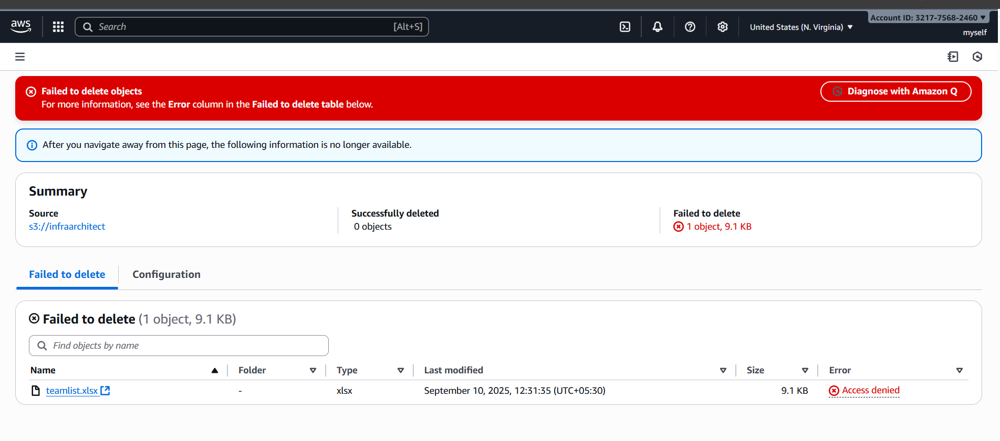 aws
Search [Alt+S]
United States (N. Virginia)
Account ID: 3217-7568-2460
myself
Failed to delete objects
For more information, see the Error column in the Failed to delete table below.
Diagnose with Amazon Q
After you navigate away from this page, the following information is no longer available.
Summary
Source
s3://infraarchitect
Successfully deleted
0 objects
Failed to delete
1 object, 9.1 KB
Failed to delete
Configuration
Failed to delete (1 object, 9.1 KB)
Find objects by name
Name Folder Type Last modified Size Error
teamlist.xlsx - xlsx September 10, 2025, 12:31:35 (UTC+05:30) 9.1 KB Access denied